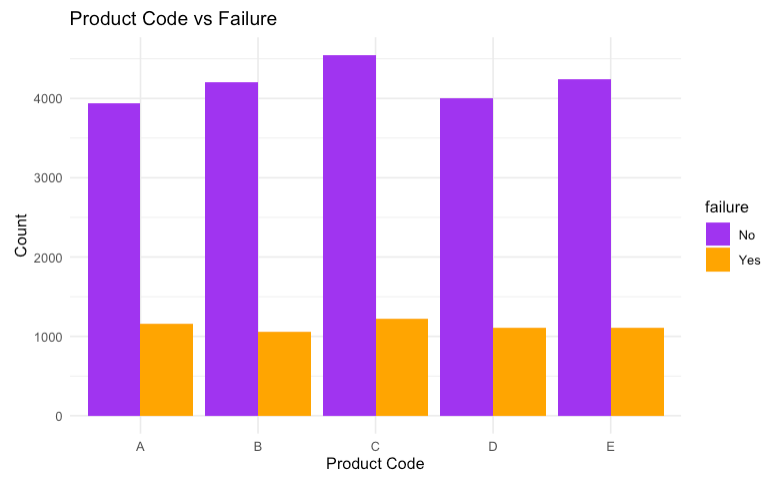 Product Code vs Failure
Count
4000
3000
2000
1000
0
A B C D E
Product Code
failure
No
Yes